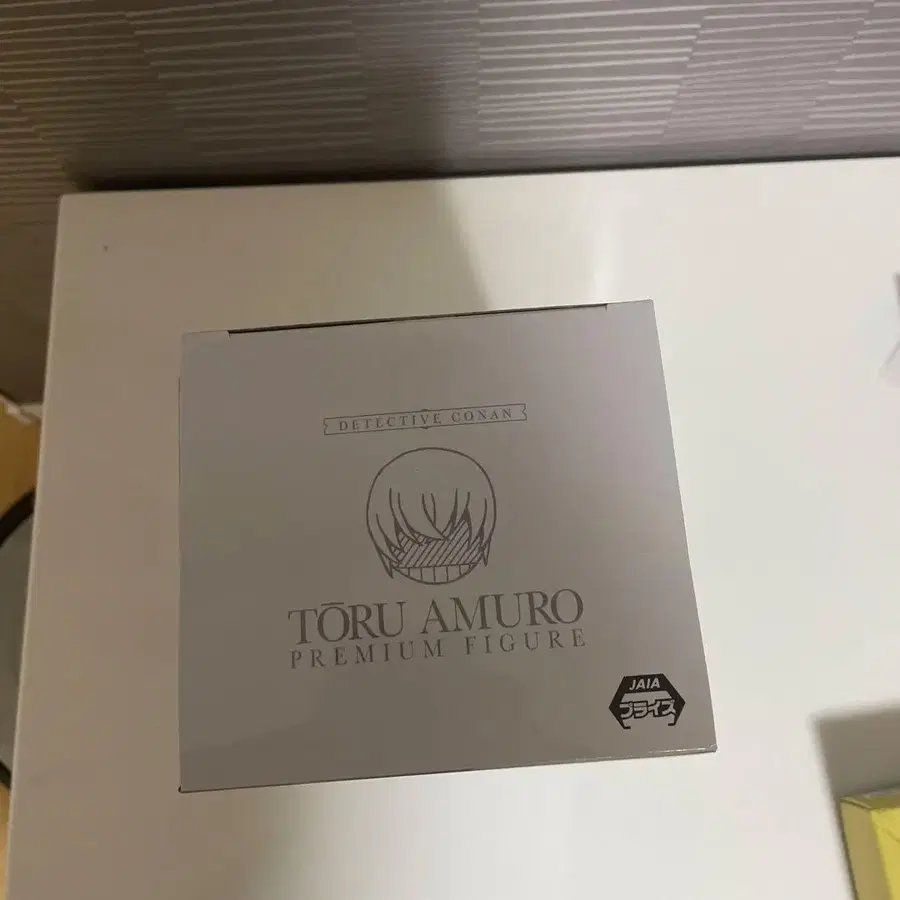 DETECTIVE CONAN
TŌRU AMURO
PREMIUM FIGURE
JAIA
プライズ